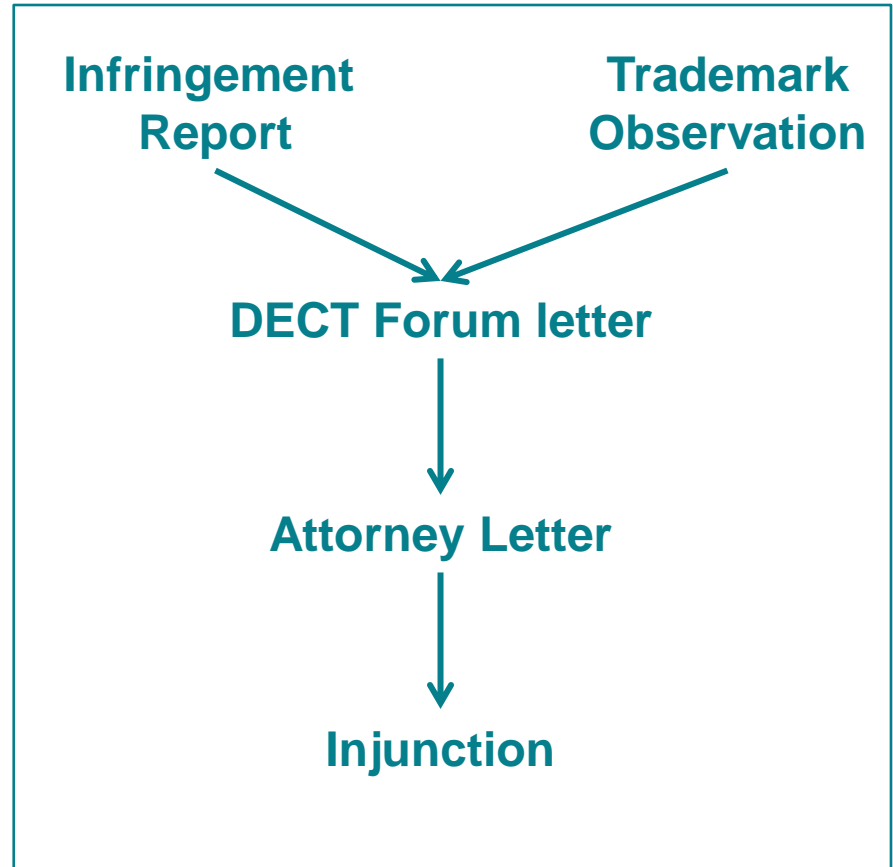 Infringement
Report
Trademark
Observation
DECT Forum letter
Attorney Letter
Injunction